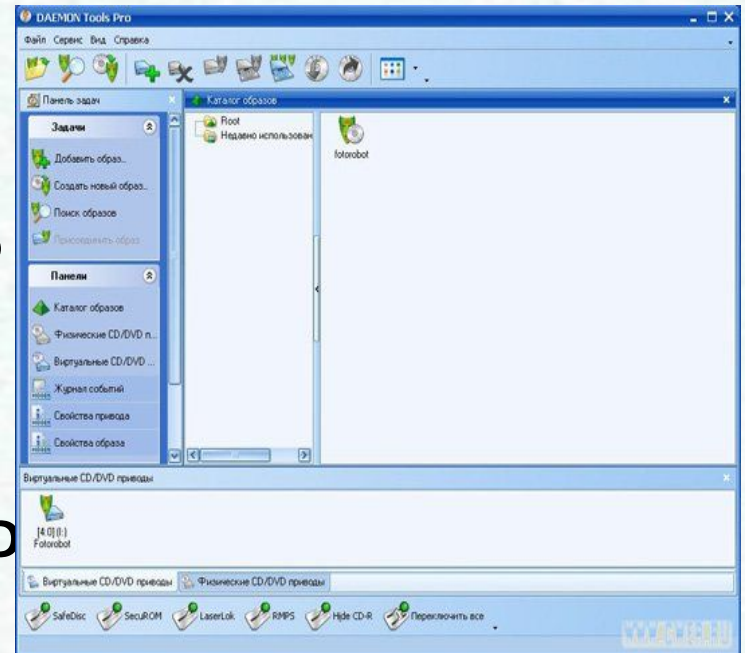 DAEMON Tools Pro
Файл Сервис Вид Справка
Панель задач
Задачи
Добавить образ...
Создать новый образ...
Поиск образов
Присоединить образ
Панели
Каталог образов
Физические CD/DVD п...
Виртуальные CD/DVD ...
Журнал событий
Свойства привода
Свойства образа
Каталог образов
Root
Недавно использован
fotorobot
Виртуальные CD/DVD приводы
[4:0] (I:)
Fotorobot
Виртуальные CD/DVD приводы Физические CD/DVD приводы
SafeDisc SecuROM LaserLok RMPS Hide CD-R Переключить все